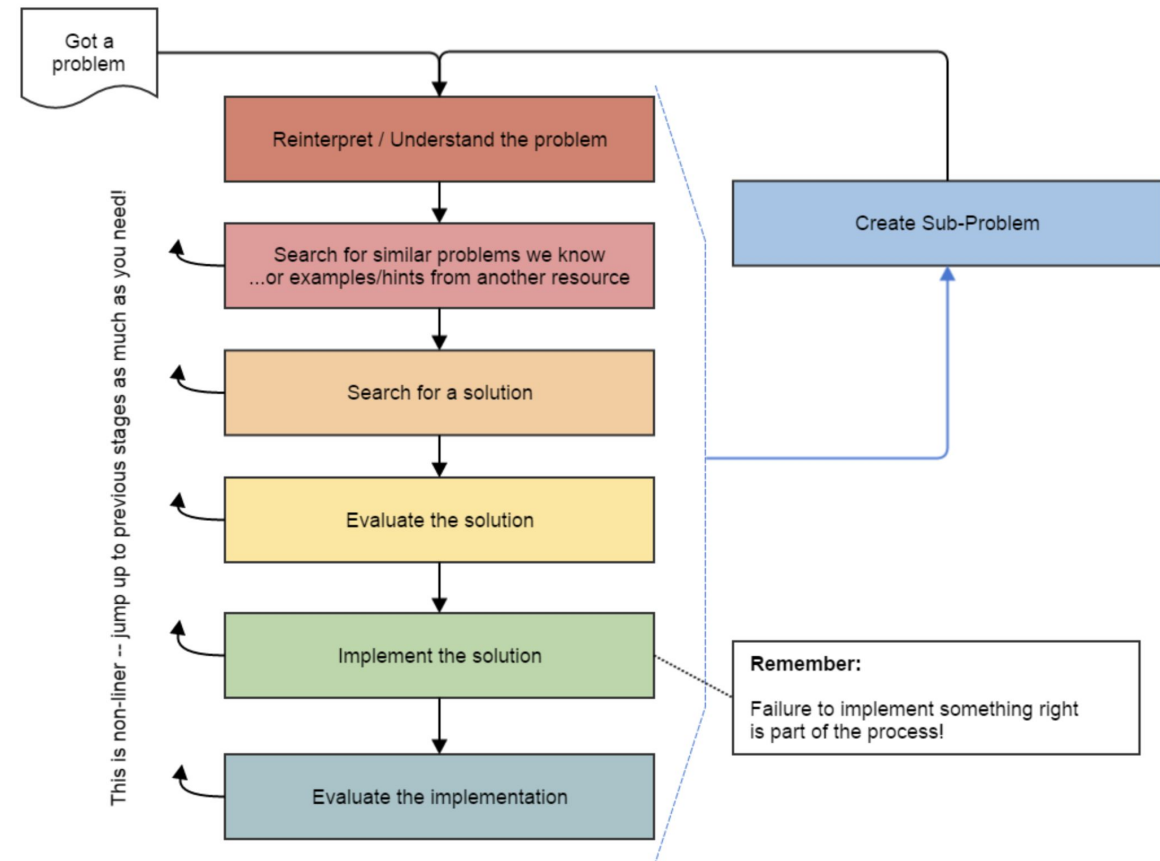 Got a
problem
Reinterpret / Understand the problem
Create Sub-Problem
Search for similar problems we know
...or examples/hints from another resource
Search for a solution
Evaluate the solution
Implement the solution
Remember:
Failure to implement something right
is part of the process!
Evaluate the implementation
This is non-liner -- jump up to previous stages as much as you need!